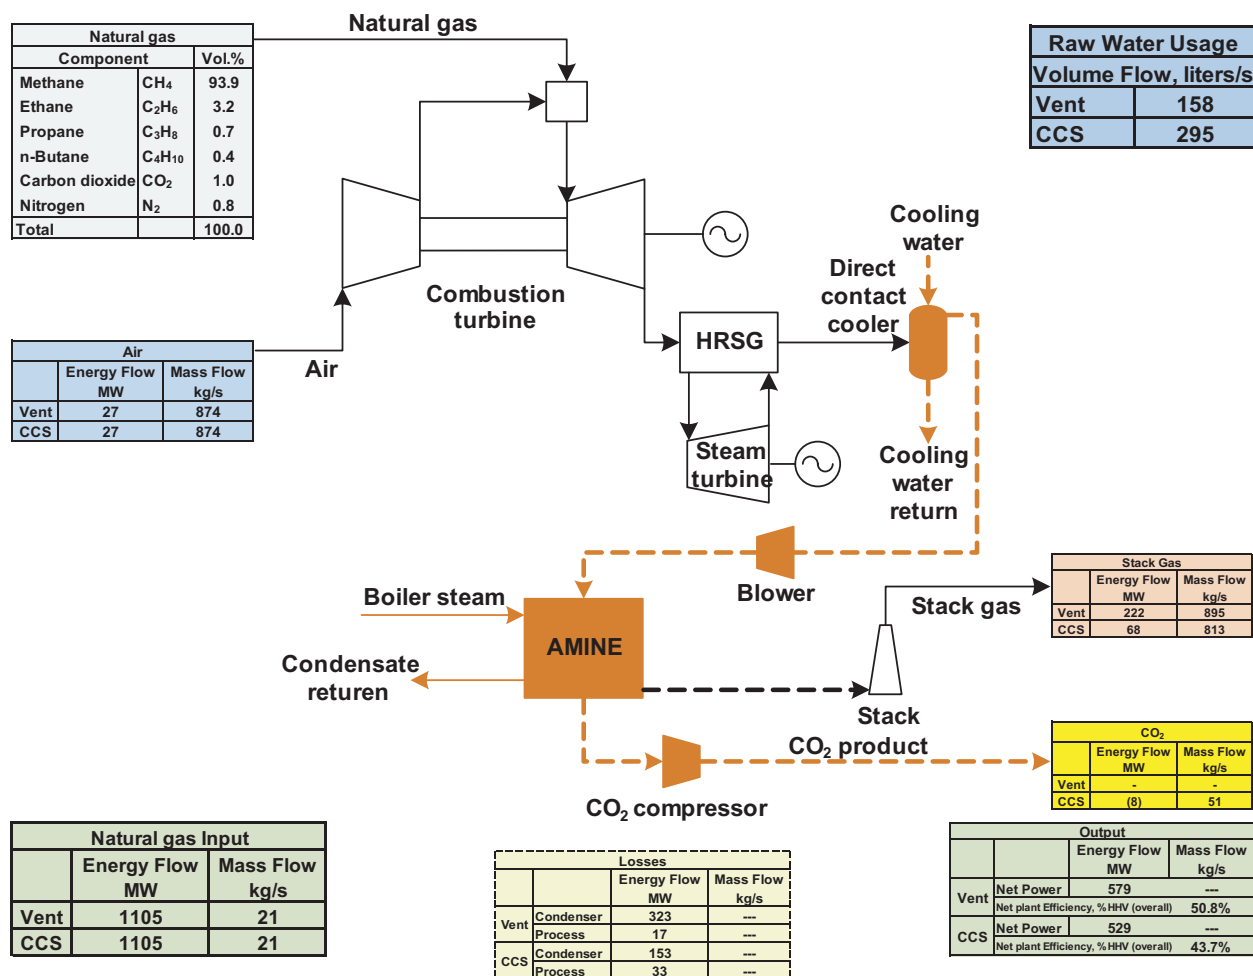 Natural gas
Component Vol.%
Methane CH₄ 93.9
Ethane C₂H₆ 3.2
Propane C₃H₈ 0.7
n-Butane C₄H₁₀ 0.4
Carbon dioxide CO₂ 1.0
Nitrogen N₂ 0.8
Total 100.0
Natural gas
Raw Water Usage
Volume Flow, liters/s
Vent 158
CCS 295
Combustion
turbine
Air
Air
Energy Flow Mass Flow
MW kg/s
Vent 27 874
CCS 27 874
HRSG
Steam
turbine
Direct
contact
cooler
Cooling
water
Cooling
water
return
Blower
Boiler steam
AMINE
Condensate
returen
Stack gas
Stack
Stack Gas
Energy Flow Mass Flow
MW kg/s
Vent 222 895
CCS 68 813
CO₂ product
CO₂ compressor
CO₂
Energy Flow Mass Flow
MW kg/s
Vent - -
CCS (8) 51
Natural gas Input
Energy Flow Mass Flow
MW kg/s
Vent 1105 21
CCS 1105 21
Losses
Energy Flow Mass Flow
MW kg/s
Vent Condenser 323 ---
Process 17 ---
CCS Condenser 153 ---
Process 33 ---
Output
Energy Flow Mass Flow
MW kg/s
Vent Net Power 579 ---
Net plant Efficiency, %HHV (overall) 50.8%
CCS Net Power 529 ---
Net plant Efficiency, %HHV (overall) 43.7%